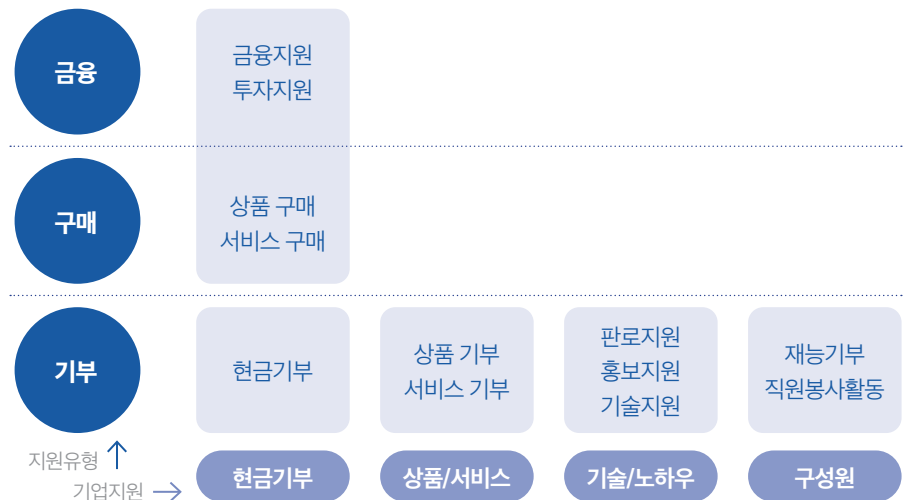 금융
금융지원
투자지원
구매
상품 구매
서비스 구매
기부
현금기부
상품 기부
서비스 기부
판로지원
홍보지원
기술지원
재능기부
직원봉사활동
지원유형 ↑
기업지원 →
현금기부
상품/서비스
기술/노하우
구성원